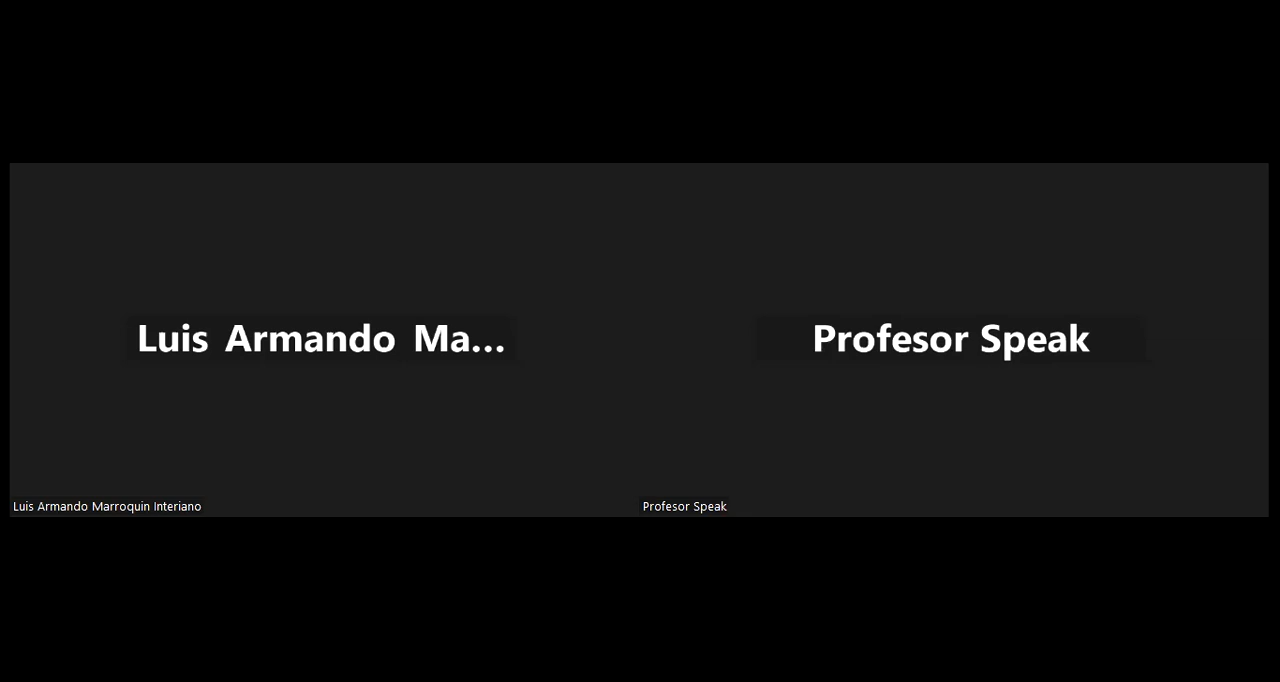 Luis Armando Ma...
Profesor Speak
Luis Armando Marroquin Interiano
Profesor Speak